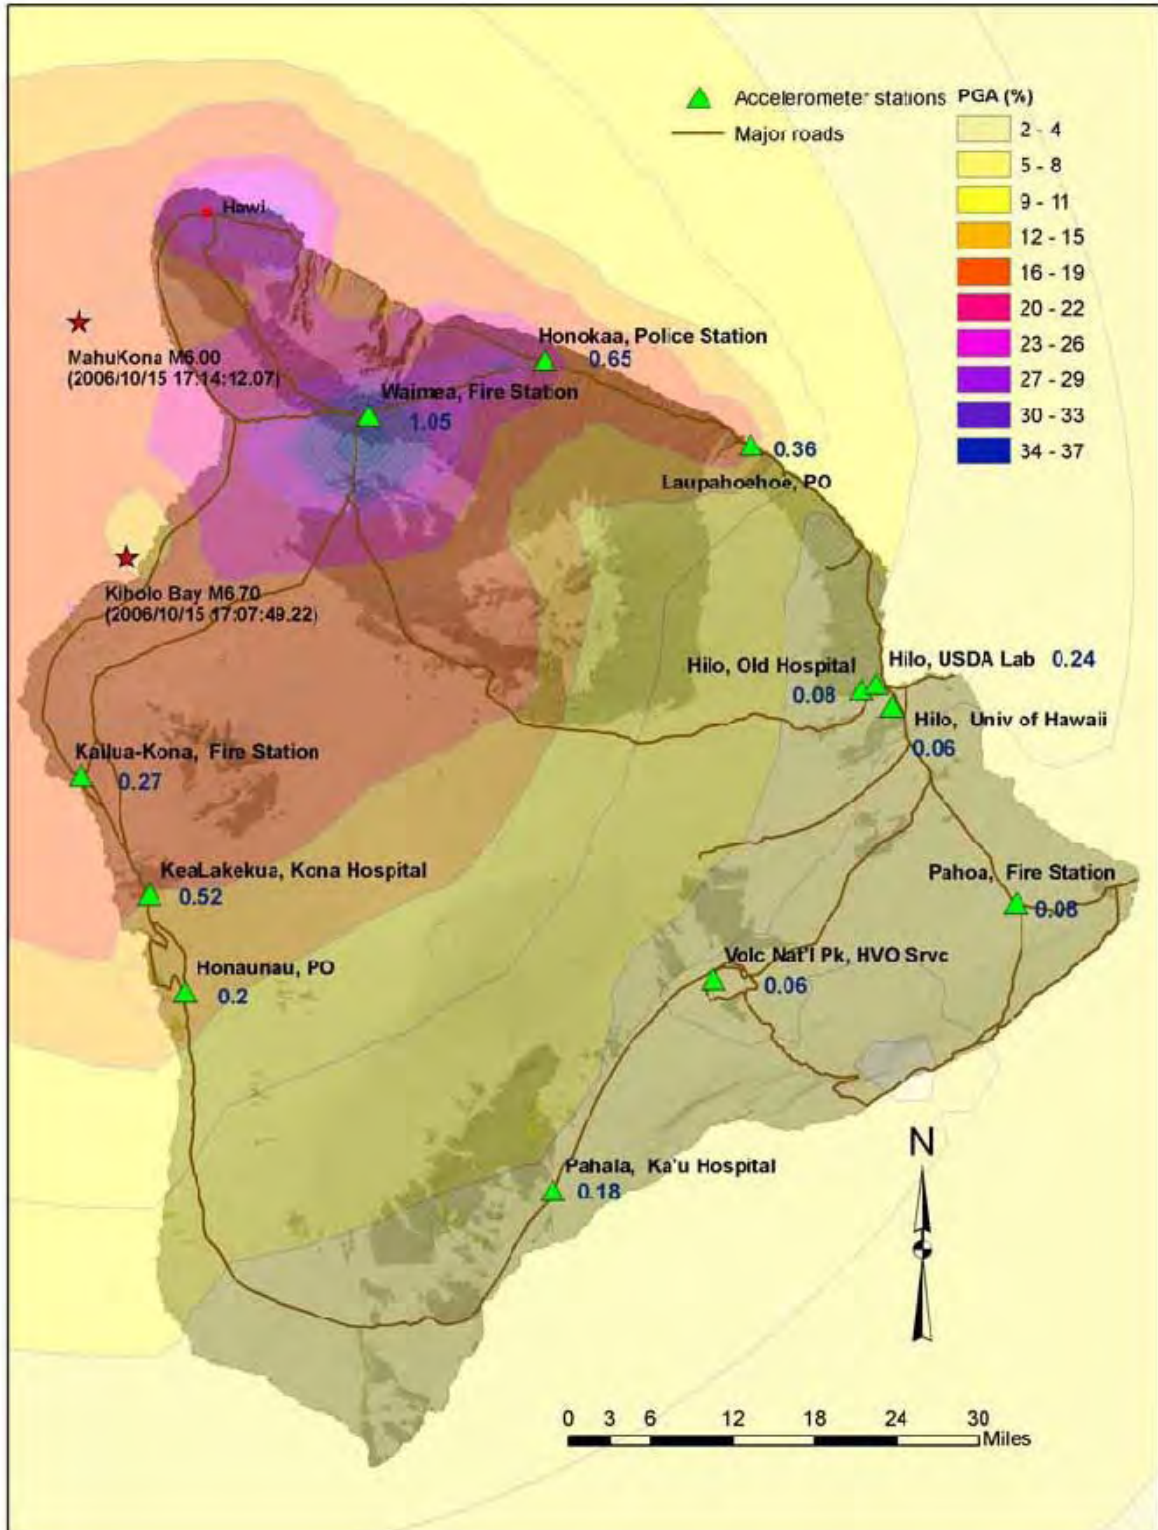 Accelerometer stations
Major roads
PGA (%)
2 - 4
5 - 8
9 - 11
12 - 15
16 - 19
20 - 22
23 - 26
27 - 29
30 - 33
34 - 37
Hawi
MahuKona M6.00
(2006/10/15 17:14:12.07)
Honokaa, Police Station
0.65
Waimea, Fire Station
1.05
0.36
Laupahoehoe, PO
Kiholo Bay M6.70
(2006/10/15 17:07:49.22)
Hilo, Old Hospital
0.08
Hilo, USDA Lab 0.24
Hilo, Univ of Hawaii
0.06
Kailua-Kona, Fire Station
0.27
KeaLakekua, Kona Hospital
0.52
Pahoa, Fire Station
0.08
Honaunau, PO
0.2
Volc Nat'l Pk, HVO Srvc
0.06
Pahala, Ka'u Hospital
0.18
N
0 3 6 12 18 24 30
Miles